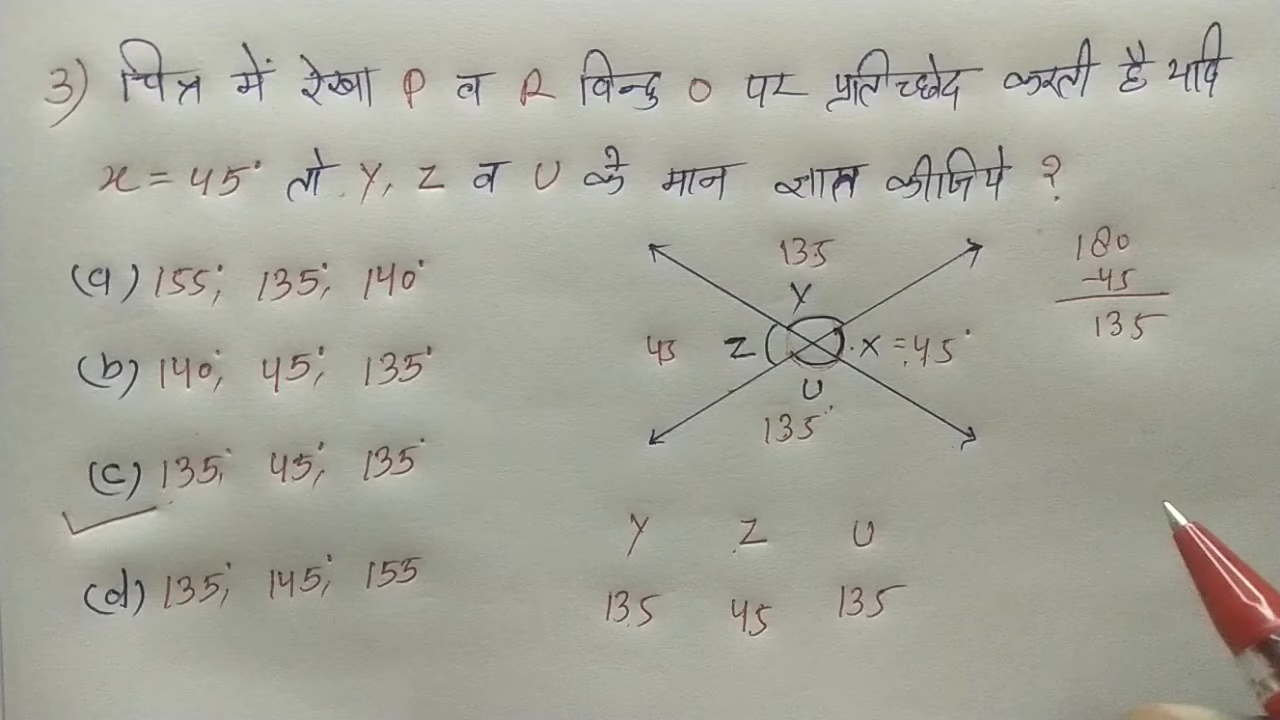 3) चित्र में रेखा P व R विन्दु O पर प्रतिच्छेद करती है यदि
x = 45° तो Y, Z व U के मान ज्ञात कीजिये ?
(a) 155°, 135°, 140°
(b) 140°, 45°, 135°
(c) 135°, 45°, 135°
(d) 135°, 145°, 155
135
Y
45 Z X = 45°
U
135°
180
-45
135
Y Z U
135 45 135